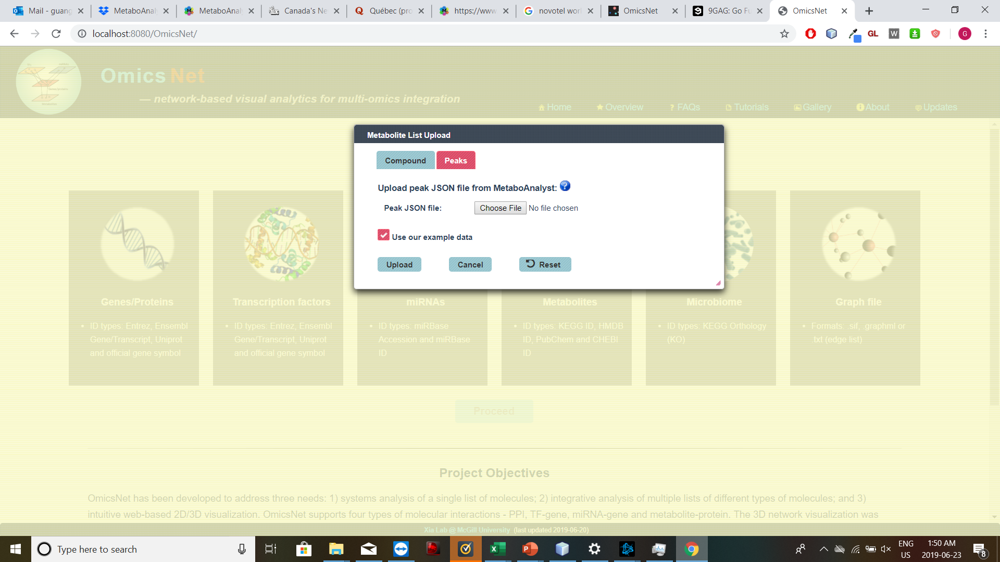 Mail - guang
MetaboAnal
MetaboAnal
Canada's Ne
Québec (pro
https://www
novotel wor
OmicsNet
9GAG: Go Fu
OmicsNet
localhost:8080/OmicsNet/
GL
W
G
OmicsNet
— network-based visual analytics for multi-omics integration
Home
Overview
? FAQs
Tutorials
Gallery
About
Updates
Metabolite List Upload
Compound
Peaks
Upload peak JSON file from MetaboAnalyst: ?
Peak JSON file:
Choose File
No file chosen
Use our example data
Upload
Cancel
Reset
Genes/Proteins
• ID types: Entrez, Ensembl
Gene/Transcript, Uniprot
and official gene symbol
Transcription factors
• ID types: Entrez, Ensembl
Gene/Transcript, Uniprot
and official gene symbol
miRNAs
• ID types: miRBase
Accession and miRBase
ID
Metabolites
• ID types: KEGG ID, HMDB
ID, PubChem and CHEBI
ID
Microbiome
• ID types: KEGG Orthology
(KO)
Graph file
• Formats: .sif, .graphml or
txt (edge list)
Proceed
Project Objectives
OmicsNet has been developed to address three needs: 1) systems analysis of a single list of molecules; 2) integrative analysis of multiple lists of different types of molecules; and 3)
intuitive web-based 2D/3D visualization. OmicsNet supports four types of molecular interactions - PPI, TF-gene, miRNA-gene and metabolite-protein. The 3D network visualization was
Xia Lab @ McGill University (last updated 2019-06-20)
Type here to search
ENG
US
1:50 AM
2019-06-23
8